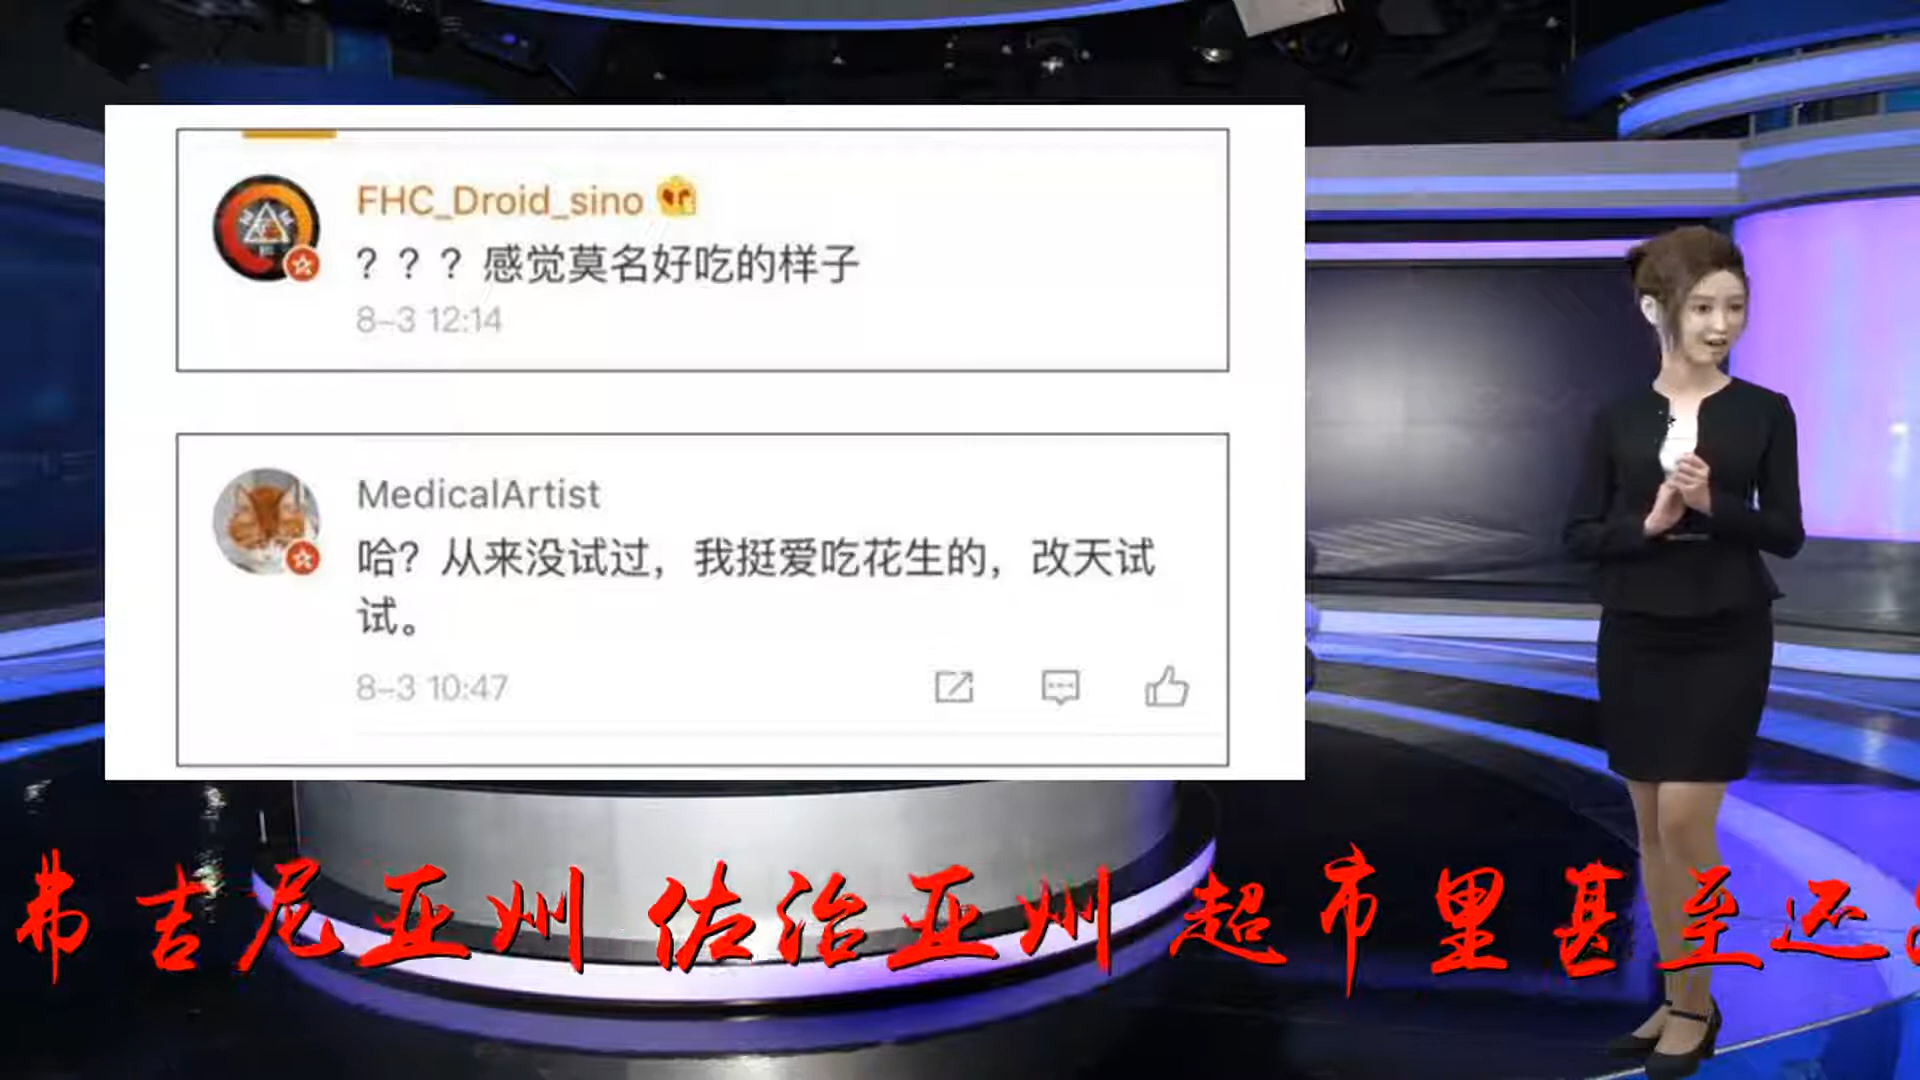 FHC_Droid_sino
？？？感觉莫名好吃的样子
8-3 12:14
MedicalArtist
哈？从来没试过，我挺爱吃花生的，改天试
试。
8-3 10:47
弗吉尼亚州 佐治亚州 超市里甚至还